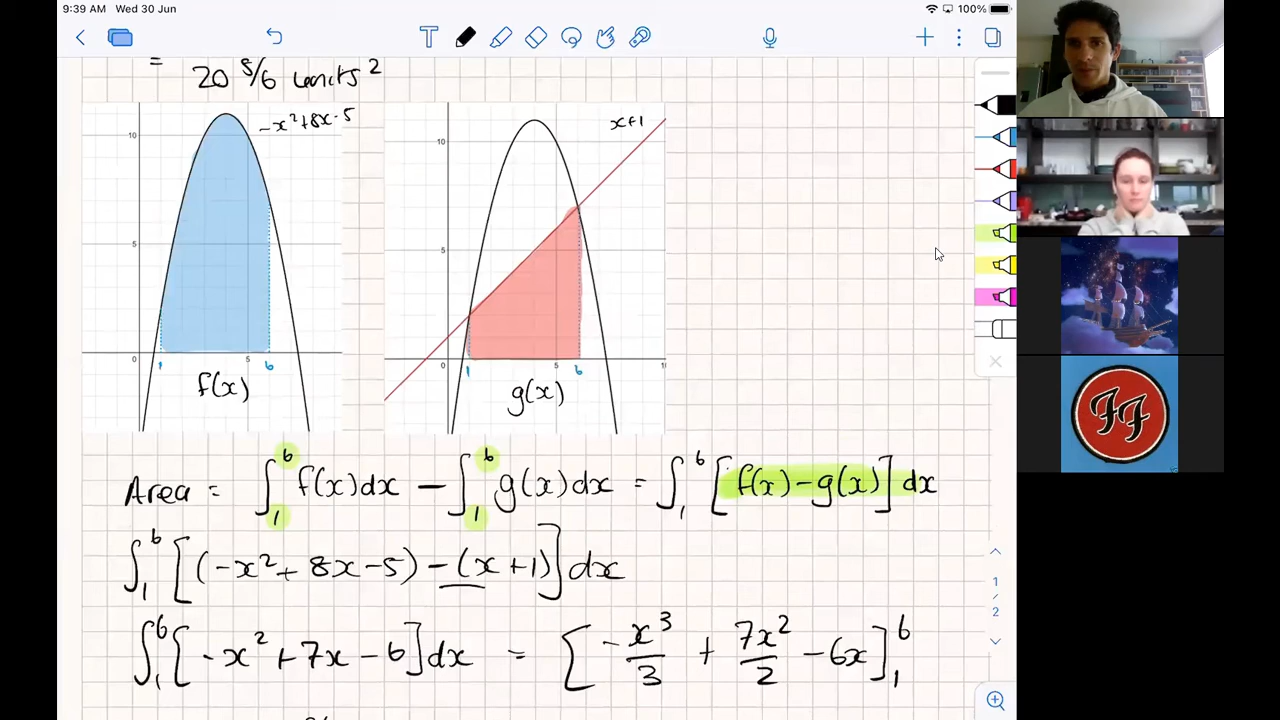 9:39 AM Wed 30 Jun
100%
=
20 5/6 units²
-x²+8x-5
x+1
10
5
0
1
5
6
f(x)
10
5
0
1
5
6
10
g(x)
Area = ∫₁⁶ f(x)dx - ∫₁⁶ g(x)dx = ∫₁⁶ [f(x)-g(x)] dx
∫₁⁶ [(-x²+8x-5) -(x+1)] dx
∫₁⁶ [-x²+7x-6] dx = [-x³/3 + 7x²/2 -6x]₁⁶
1
2
T
FF